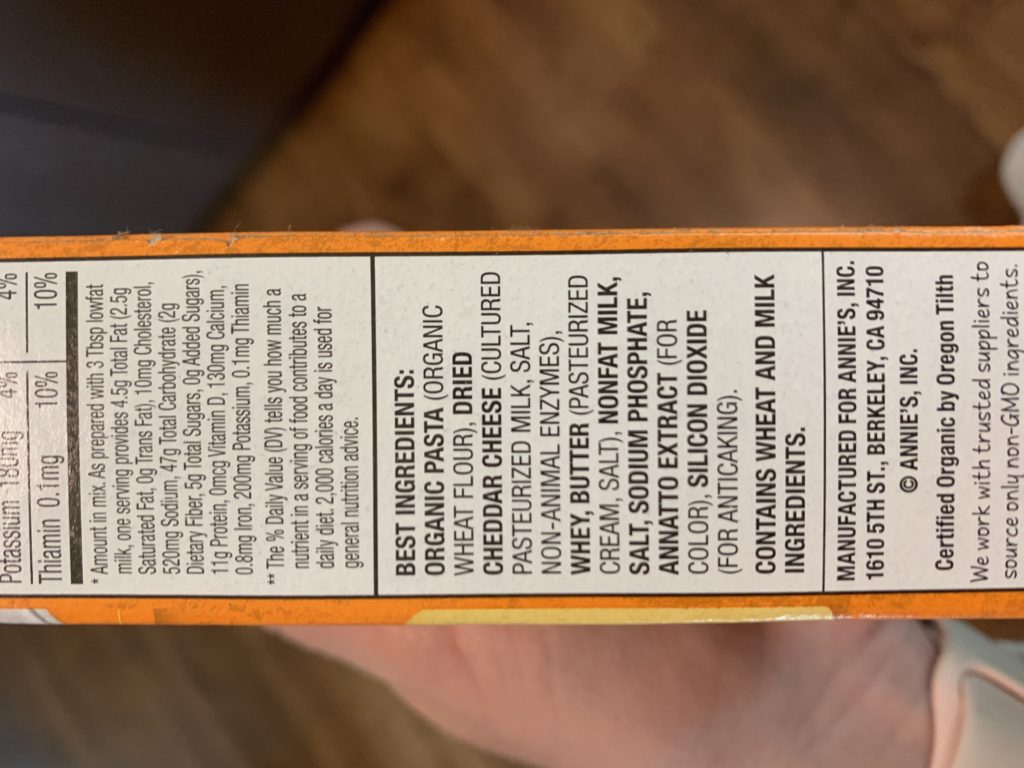 Potassium 180mg 4% 4%
Thiamin 0.1mg 10% 10%
* Amount in mix. As prepared with 3 Tbsp lowfat
milk, one serving provides 4.5g Total Fat (2.5g
Saturated Fat, 0g Trans Fat), 10mg Cholesterol,
520mg Sodium, 47g Total Carbohydrate (2g
Dietary Fiber, 5g Total Sugars, 0g Added Sugars),
11g Protein, 0mcg Vitamin D, 130mg Calcium,
0.8mg Iron, 200mg Potassium, 0.1mg Thiamin
** The % Daily Value (DV) tells you how much a
nutrient in a serving of food contributes to a
daily diet. 2,000 calories a day is used for
general nutrition advice.
BEST INGREDIENTS:
ORGANIC PASTA (ORGANIC
WHEAT FLOUR), DRIED
CHEDDAR CHEESE (CULTURED
PASTEURIZED MILK, SALT,
NON-ANIMAL ENZYMES),
WHEY, BUTTER (PASTEURIZED
CREAM, SALT), NONFAT MILK,
SALT, SODIUM PHOSPHATE,
ANNATTO EXTRACT (FOR
COLOR), SILICON DIOXIDE
(FOR ANTICAKING).
CONTAINS WHEAT AND MILK
INGREDIENTS.
MANUFACTURED FOR ANNIE'S, INC.
1610 5TH ST., BERKELEY, CA 94710
© ANNIE'S, INC.
Certified Organic by Oregon Tilth
We work with trusted suppliers to
source only non-GMO ingredients.